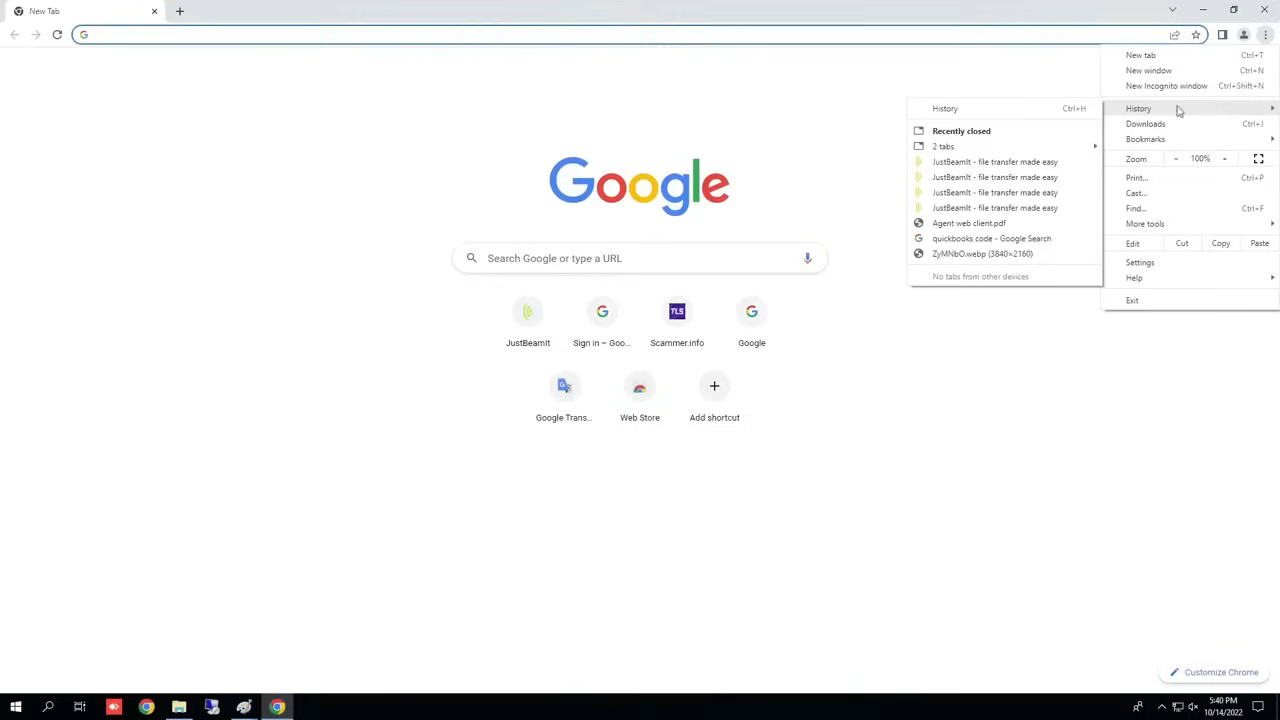 New Tab
New tab Ctrl+T
New window Ctrl+N
New Incognito window Ctrl+Shift+N
History Ctrl+H
History
Recently closed
Downloads Ctrl+J
2 tabs
Bookmarks
JustBeamIt - file transfer made easy
Zoom - 100% +
JustBeamIt - file transfer made easy
Print... Ctrl+P
JustBeamIt - file transfer made easy
Cast...
JustBeamIt - file transfer made easy
Find... Ctrl+F
Agent web client.pdf
More tools
quickbooks code - Google Search
Edit Cut Copy Paste
ZyMNbO.webp (3840×2160)
Settings
No tabs from other devices
Help
Exit
Google
Search Google or type a URL
TLS
JustBeamIt
Sign in – Goo...
Scammer.info
Google
Google Trans...
Web Store
Add shortcut
Customize Chrome
5:40 PM
10/14/2022